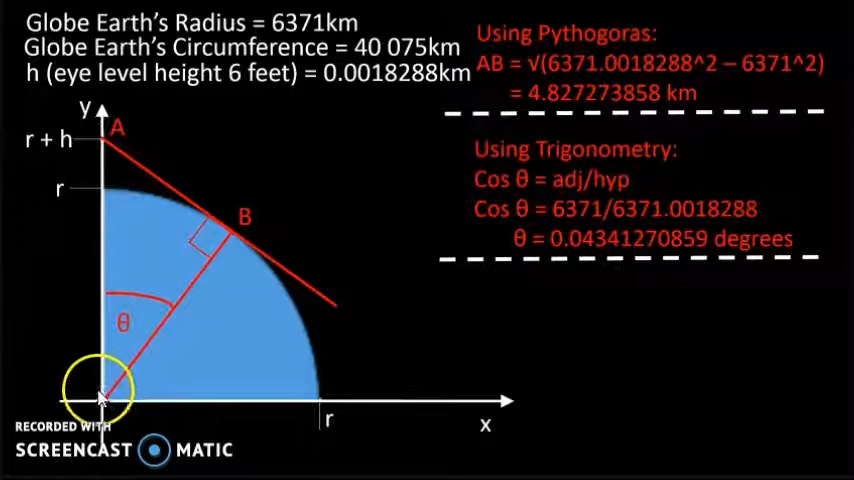 Globe Earth's Radius = 6371km
Globe Earth's Circumference = 40 075km
h (eye level height 6 feet) = 0.0018288km
Using Pythogoras:
AB = √(6371.0018288^2 – 6371^2)
= 4.827273858 km
Using Trigonometry:
Cos θ = adj/hyp
Cos θ = 6371/6371.0018288
θ = 0.04341270859 degrees
y
A
r + h
r
B
θ
r
x
RECORDED WITH
SCREENCAST MATIC